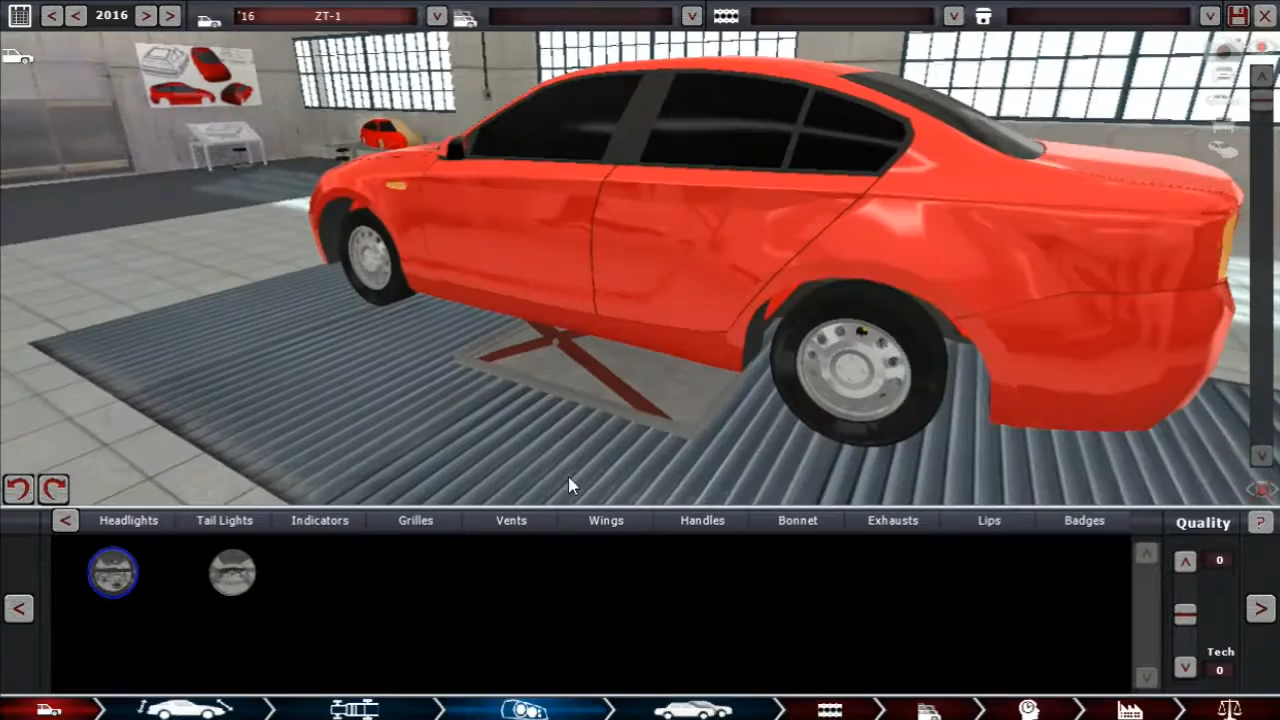 2016 '16 ZT-1
Headlights Tail Lights Indicators Grilles Vents Wings Handles Bonnet Exhausts Lips Badges Quality ?
0
Tech
0